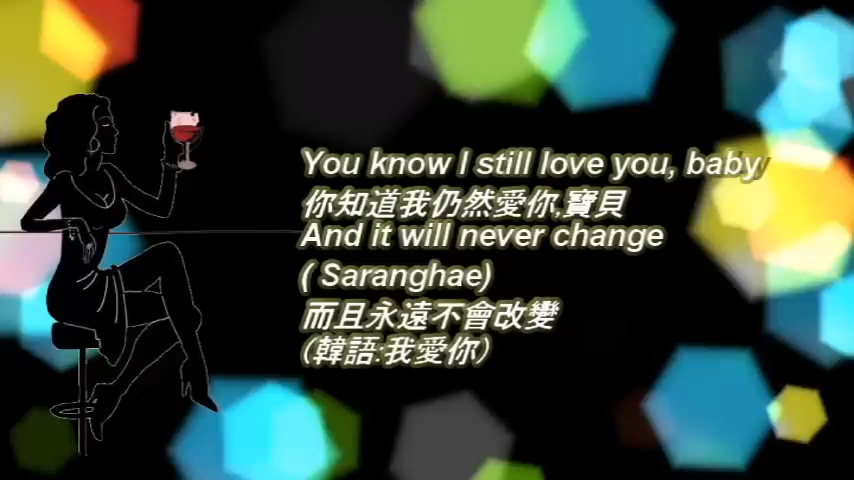 You know I still love you, baby
你知道我仍然愛你,寶貝
And it will never change
( Saranghae)
而且永遠不會改變
(韓語:我愛你)